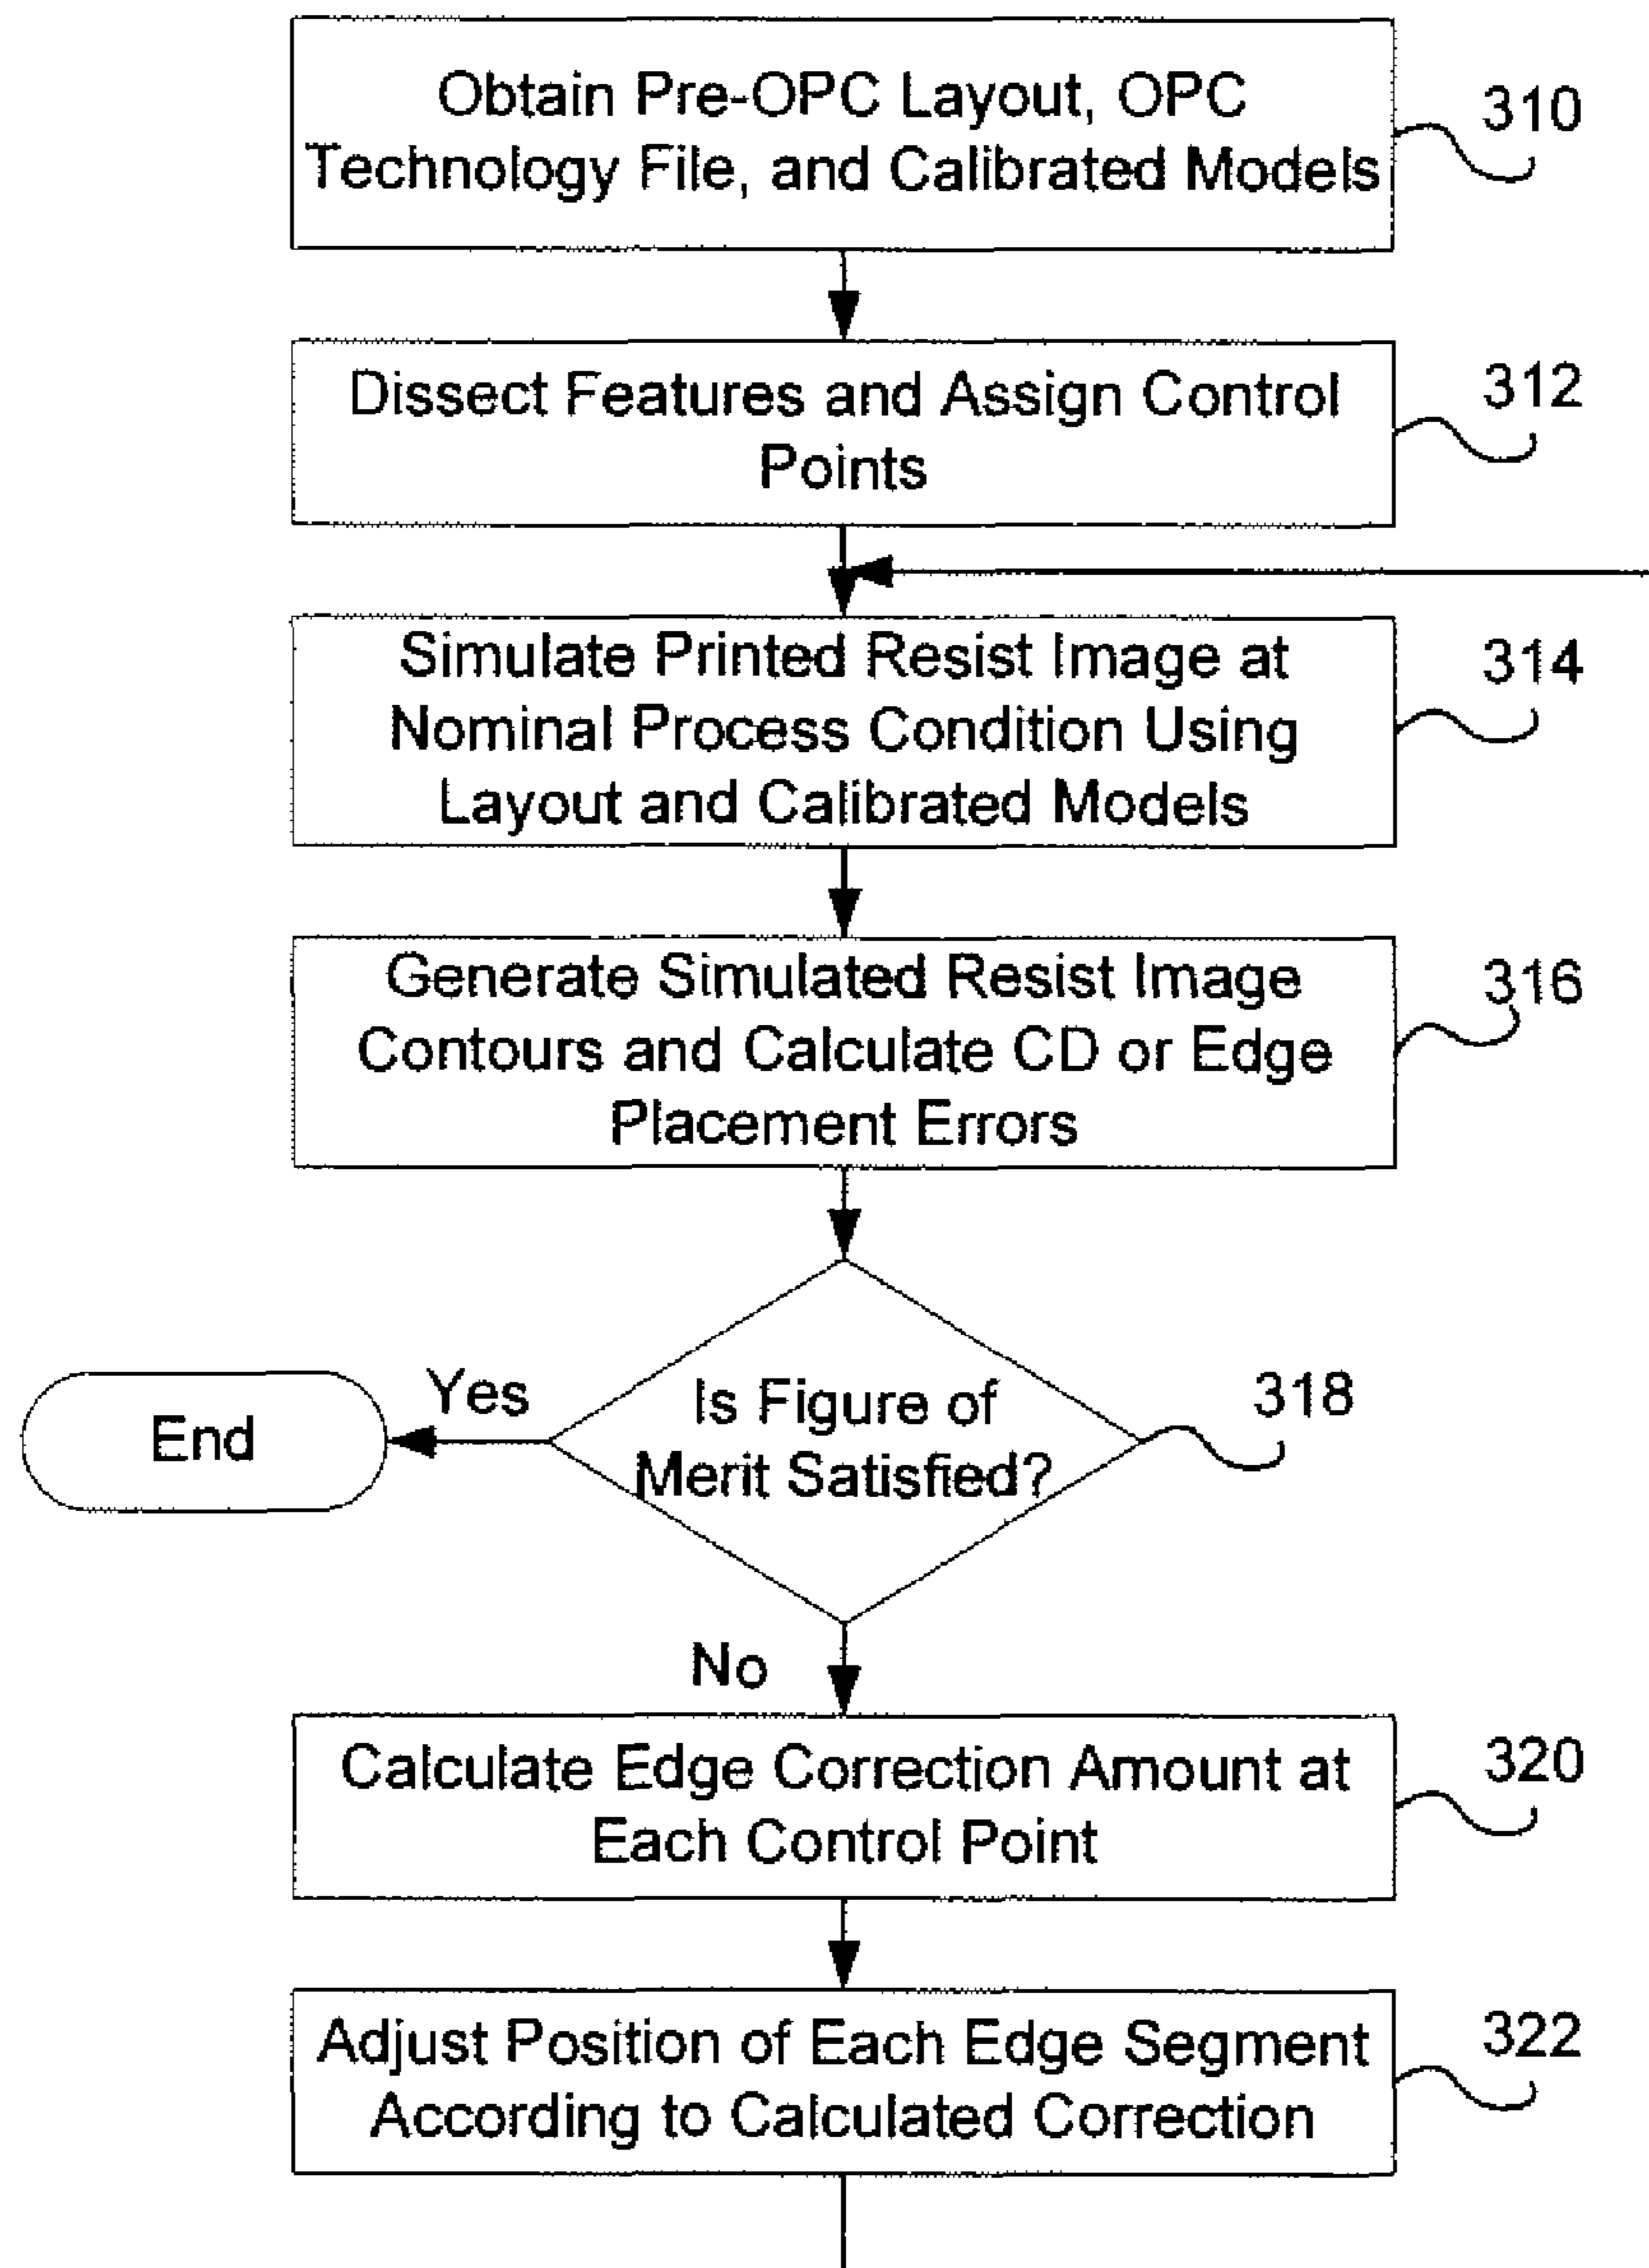 Obtain Pre-OPC Layout, OPC
Technology File, and Calibrated Models
310
Dissect Features and Assign Control
Points
312
Simulate Printed Resist Image at
Nominal Process Condition Using
Layout and Calibrated Models
314
Generate Simulated Resist Image
Contours and Calculate CD or Edge
Placement Errors
316
Is Figure of
Merit Satisfied?
318
Yes
End
No
Calculate Edge Correction Amount at
Each Control Point
320
Adjust Position of Each Edge Segment
According to Calculated Correction
322